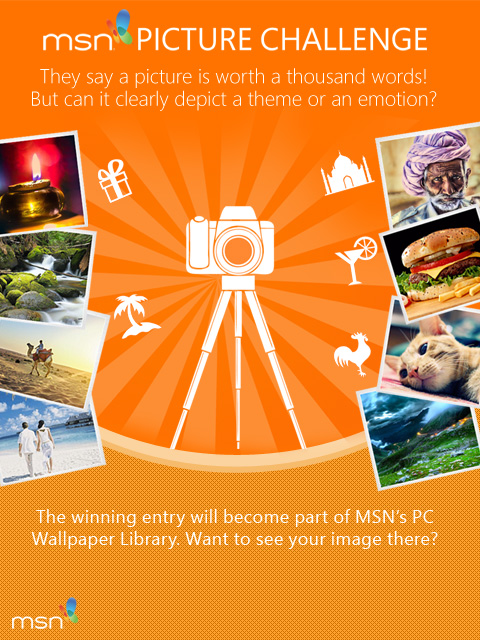 msn PICTURE CHALLENGE
They say a picture is worth a thousand words!
But can it clearly depict a theme or an emotion?
The winning entry will become part of MSN's PC
Wallpaper Library. Want to see your image there?
msn